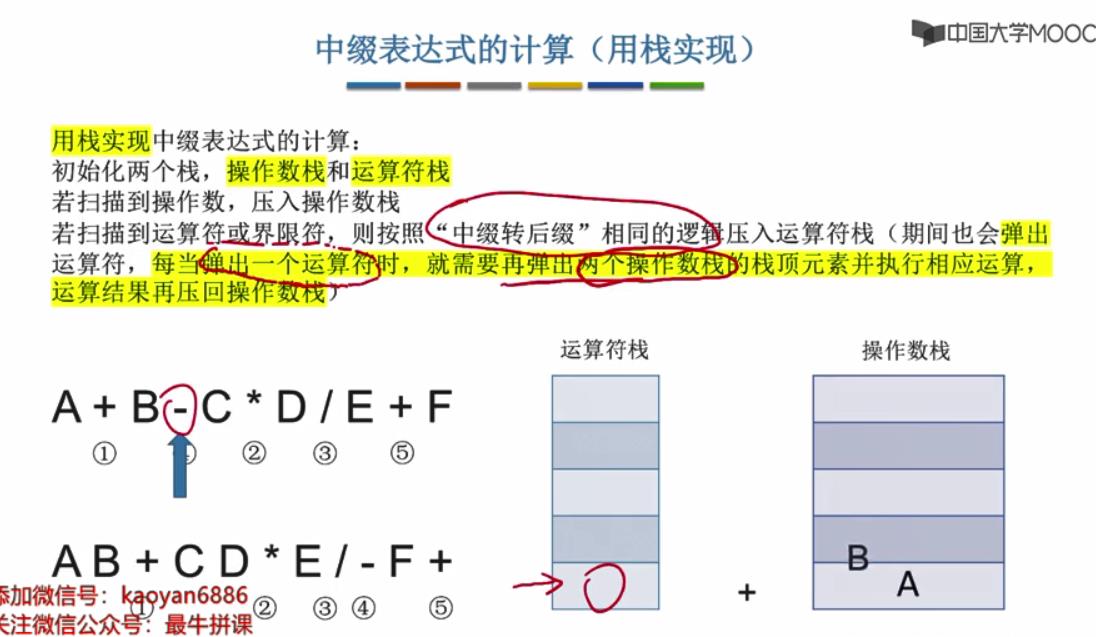 中国大学MOOC
中缀表达式的计算（用栈实现）
用栈实现中缀表达式的计算：
初始化两个栈，操作数栈和运算符栈
若扫描到操作数，压入操作数栈
若扫描到运算符或界限符，则按照“中缀转后缀”相同的逻辑压入运算符栈（期间也会弹出
运算符，每当弹出一个运算符时，就需要再弹出两个操作数栈的栈顶元素并执行相应运算，
运算结果再压回操作数栈）
运算符栈 操作数栈
A + B - C * D / E + F
① ④ ② ③ ⑤
A B + C D * E / - F +
① ② ③ ④ ⑤
B
A
+
添加微信号：kaoyan6886
关注微信公众号：最牛拼课